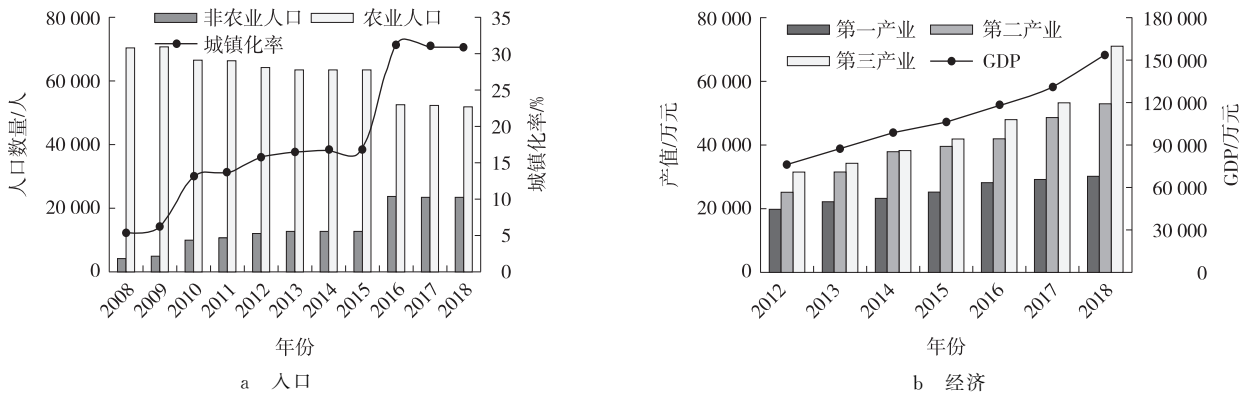 80 000
60 000
40 000
20 000
0
人口数量/人
非农业人口
农业人口
城镇化率
35
30
25
20
15
10
5
0
城镇化率/%
2008
2009
2010
2011
2012
2013
2014
2015
2016
2017
2018
年份
a 人口
80 000
60 000
40 000
20 000
0
产值/万元
第一产业
第二产业
第三产业
GDP
180 000
150 000
120 000
90 000
60 000
30 000
0
GDP/万元
2012
2013
2014
2015
2016
2017
2018
年份
b 经济